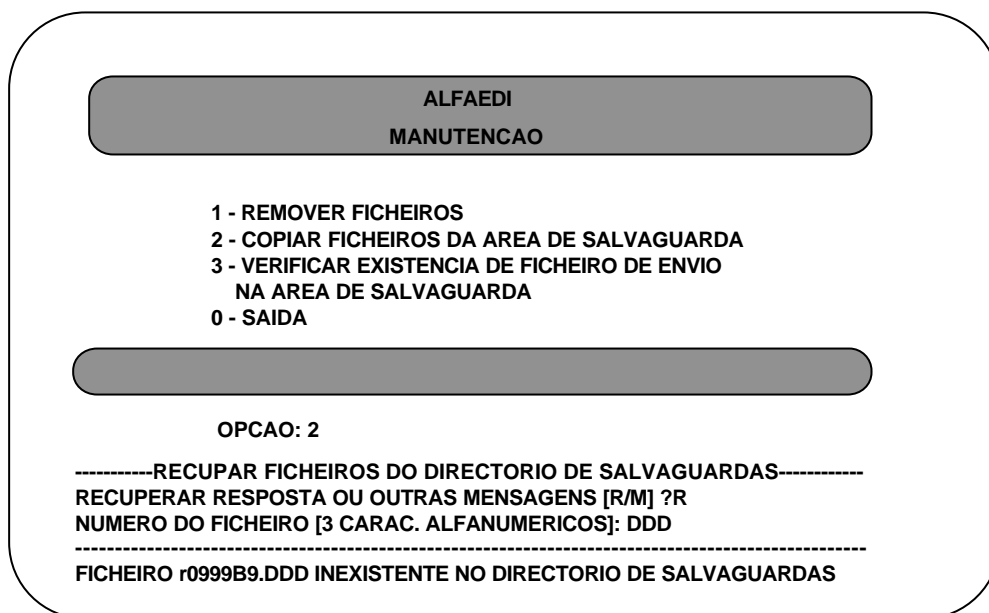 ALFAEDI
MANUTENCAO
1 - REMOVER FICHEIROS
2 - COPIAR FICHEIROS DA AREA DE SALVAGUARDA
3 - VERIFICAR EXISTENCIA DE FICHEIRO DE ENVIO
NA AREA DE SALVAGUARDA
0 - SAIDA
OPCAO: 2
-----------RECUPAR FICHEIROS DO DIRECTORIO DE SALVAGUARDAS------------
RECUPERAR RESPOSTA OU OUTRAS MENSAGENS [R/M] ?R
NUMERO DO FICHEIRO [3 CARAC. ALFANUMERICOS]: DDD
-----------------------------------------------------------------------------------------------------
FICHEIRO r0999B9.DDD INEXISTENTE NO DIRECTORIO DE SALVAGUARDAS